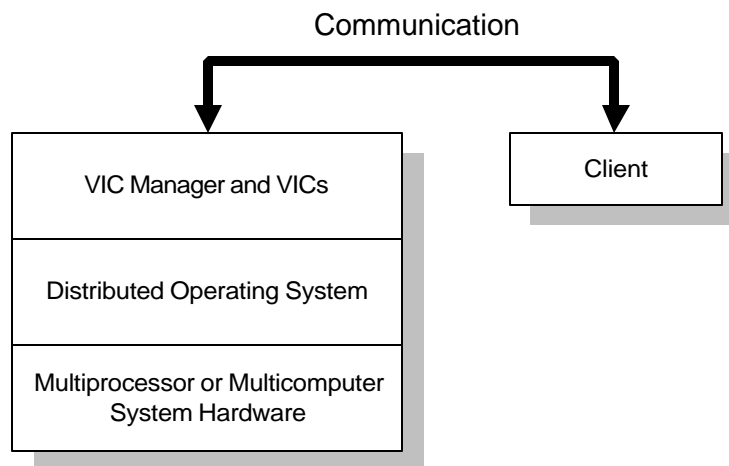 Communication
VIC Manager and VICs
Client
Distributed Operating System
Multiprocessor or Multicomputer
System Hardware